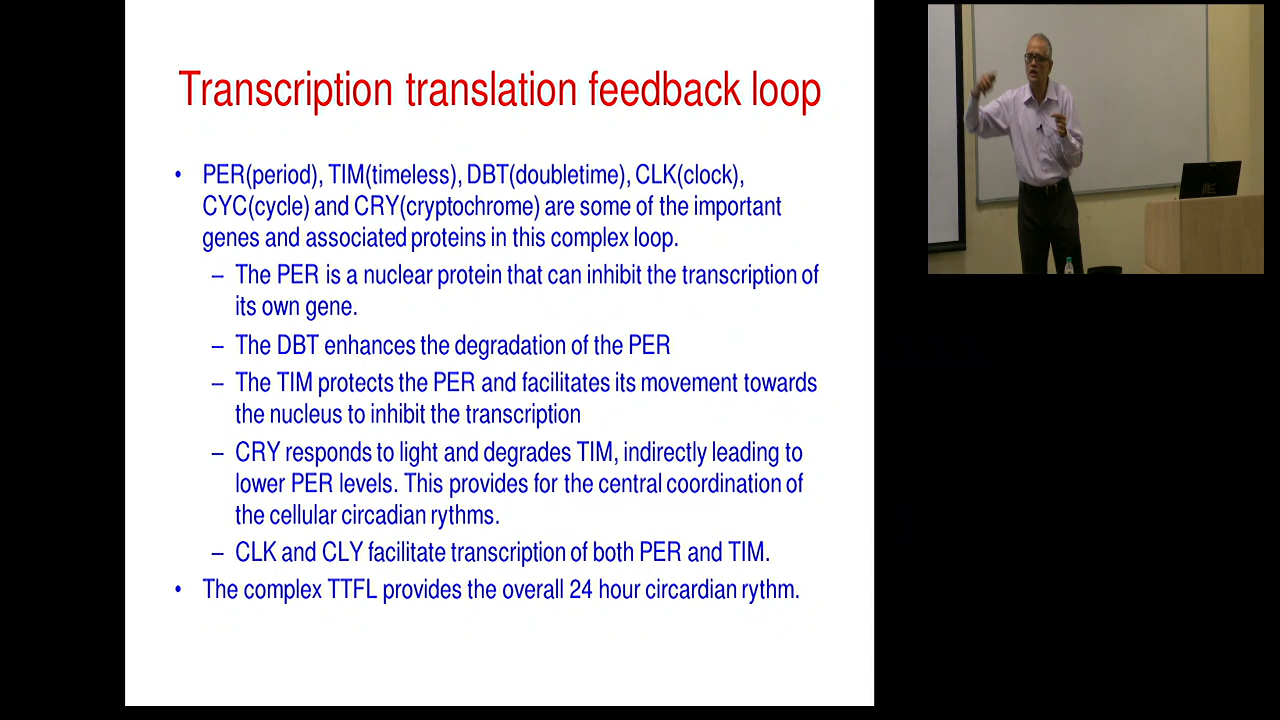 Transcription translation feedback loop
• PER(period), TIM(timeless), DBT(doubletime), CLK(clock),
CYC(cycle) and CRY(cryptochrome) are some of the important
genes and associated proteins in this complex loop.
– The PER is a nuclear protein that can inhibit the transcription of
its own gene.
– The DBT enhances the degradation of the PER
– The TIM protects the PER and facilitates its movement towards
the nucleus to inhibit the transcription
– CRY responds to light and degrades TIM, indirectly leading to
lower PER levels. This provides for the central coordination of
the cellular circadian rythms.
– CLK and CLY facilitate transcription of both PER and TIM.
• The complex TTFL provides the overall 24 hour circardian rythm.